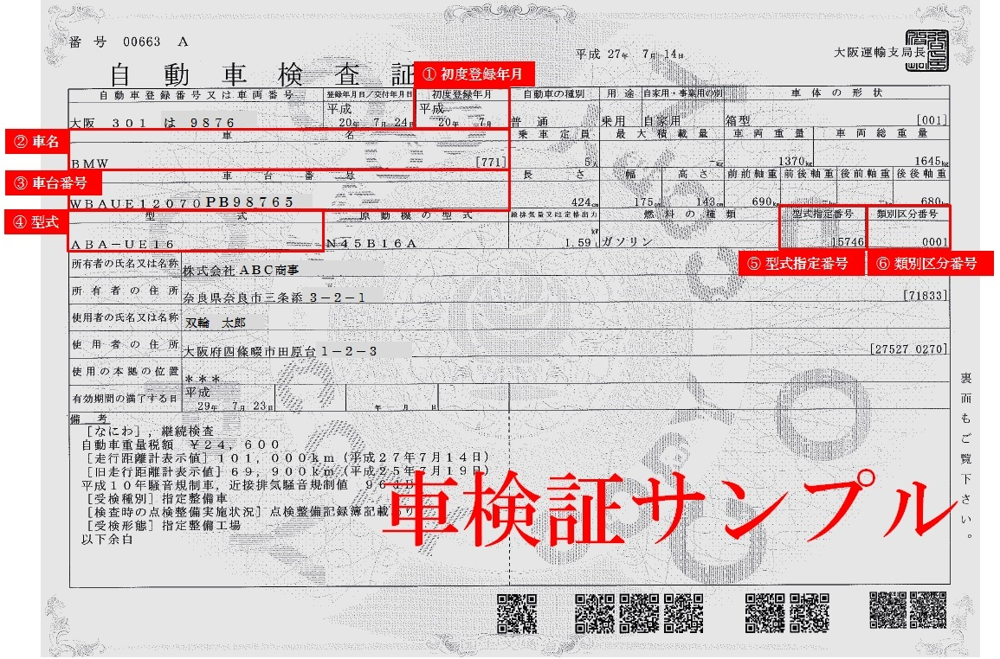 番号 00663 A
平成 27年 7月 14日
大阪運輸支局長
自動車検査証
① 初度登録年月
自動車登録番号又は車両番号 登録年月日/交付年月日 初度登録年月 自動車の種別 用途 自家用・事業用の別 車体の形状
平成 平成
大阪 301 は 9876 20年 7月 24日 20年 7月 普通 乗用 自家用 箱型 [001]
② 車名
車名 乗車定員 最大積載量 車両重量 車両総重量
BMW [771] 5人 －kg 1370kg 1645kg
③ 車台番号
車台番号 長さ 幅 高さ 前前軸重 前後軸重 後前軸重 後後軸重
WBAUE12070PB98765 424cm 175cm 143cm 690kg －kg －kg 680kg
④ 型式
型式 原動機の型式 総排気量又は定格出力 燃料の種類 型式指定番号 類別区分番号
ABA－UE16 N45B16A 1.59 kW L ガソリン 15746 0001
⑤ 型式指定番号 ⑥ 類別区分番号
所有者の氏名又は名称 株式会社 ABC商事
所有者の住所 奈良県奈良市三条添 3－2－1 [71833]
使用者の氏名又は名称 双輪 太郎
使用者の住所 大阪府四條畷市田原台 1－2－3 [27527 0270]
使用の本拠の位置 ＊＊＊
有効期間の満了する日 平成 29年 7月 23日 年 月 日
備考
[なにわ]，継続検査
自動車重量税額 ￥24，600
[走行距離計表示値] 101，000km (平成27年7月14日)
[旧走行距離計表示値] 69，900km (平成25年7月19日)
平成10年騒音規制車，近接排気騒音規制値 96dB
[受検種別] 指定整備車
[検査時の点検整備実施状況] 点検整備記録簿記載あり
[受検形態] 指定整備工場
以下余白
車検証サンプル
裏面もご覧下さい。